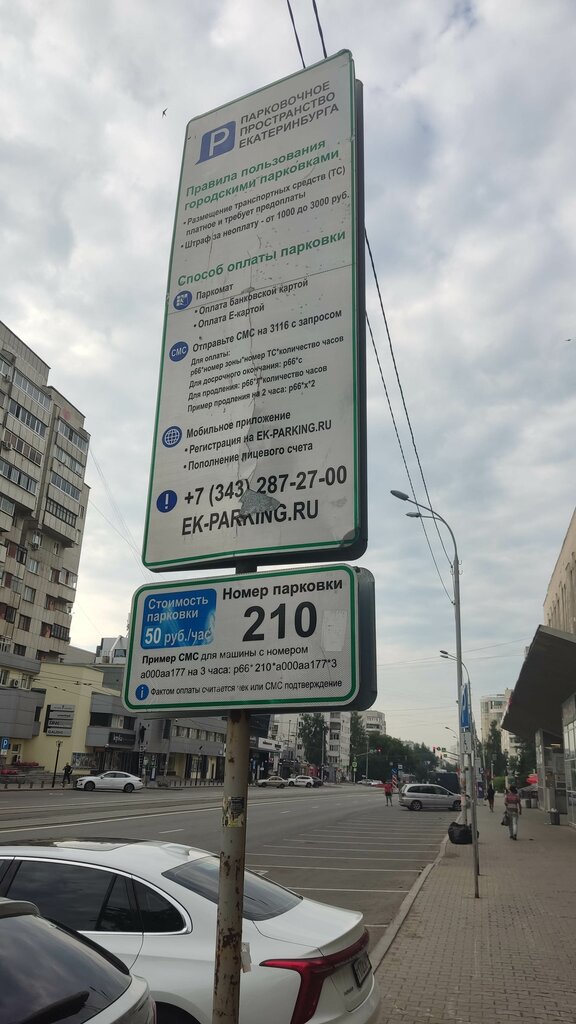 P
ПАРКОВОЧНОЕ
ПРОСТРАНСТВО
ЕКАТЕРИНБУРГА
Правила пользования
городскими парковками
• Размещение транспортных средств (ТС)
платное и требует предоплаты
• Штраф за неоплату - от 1000 до 3000 руб.
Способ оплаты парковки
Паркомат
• Оплата банковской картой
• Оплата Е-картой
СМС
Отправьте СМС на 3116 с запросом
Для оплаты:
р66*номер зоны*номер ТС*количество часов
Для досрочного окончания: р66*с
Для продления: р66*х*количество часов
Пример продления на 2 часа: р66*х*2
Мобильное приложение
• Регистрация на EK-PARKING.RU
• Пополнение лицевого счета
!
+7 (343) 287-27-00
EK-PARKING.RU
Стоимость
парковки
50 руб./час
Номер парковки
210
Пример СМС для машины с номером
а000аа177 на 3 часа: р66* 210*а000аа177*3
i
Фактом оплаты считается чек или СМС подтверждение